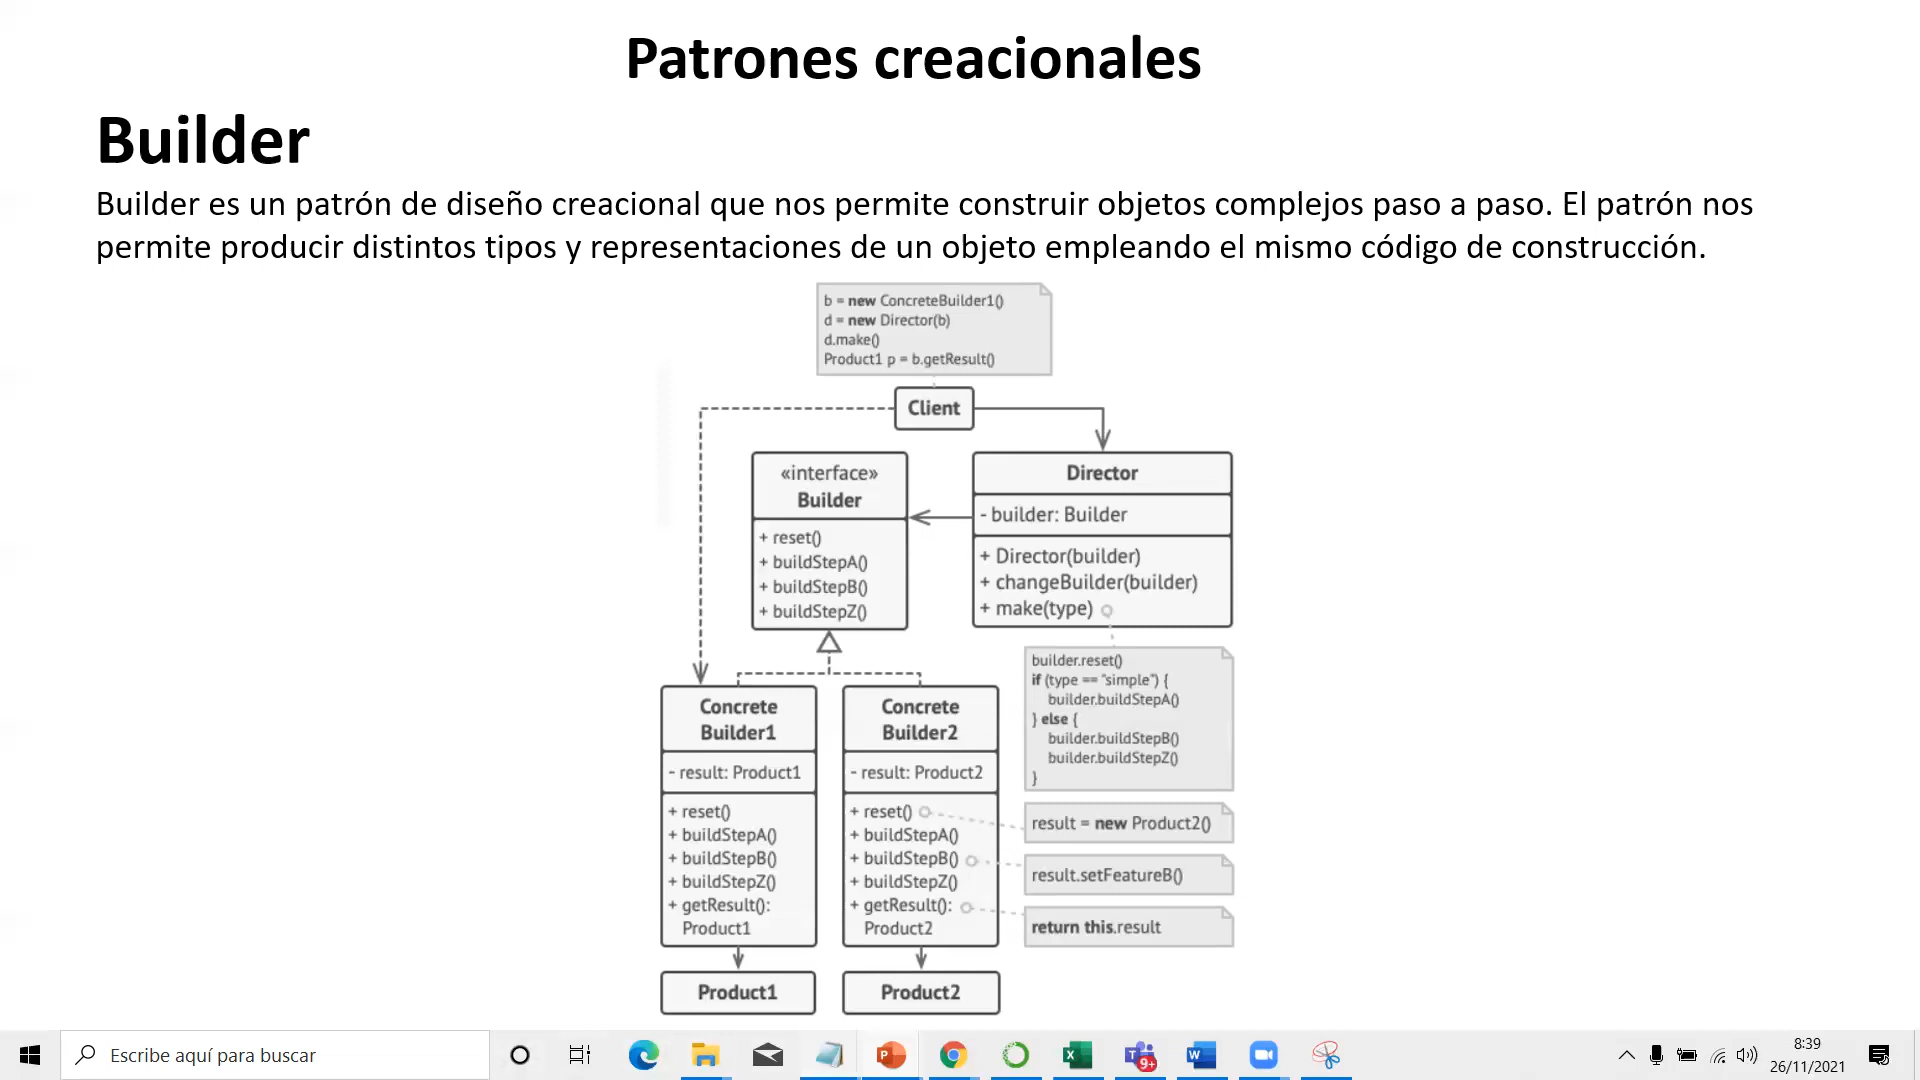 Patrones creacionales
Builder
Builder es un patrón de diseño creacional que nos permite construir objetos complejos paso a paso. El patrón nos
permite producir distintos tipos y representaciones de un objeto empleando el mismo código de construcción.
b = new ConcreteBuilder1()
d = new Director(b)
d.make()
Product1 p = b.getResult()
Client
«interface»
Builder
+ reset()
+ buildStepA()
+ buildStepB()
+ buildStepZ()
Director
- builder: Builder
+ Director(builder)
+ changeBuilder(builder)
+ make(type)
builder.reset()
if (type == "simple") {
builder.buildStepA()
} else {
builder.buildStepB()
builder.buildStepZ()
}
Concrete
Builder1
- result: Product1
+ reset()
+ buildStepA()
+ buildStepB()
+ buildStepZ()
+ getResult():
Product1
Concrete
Builder2
- result: Product2
+ reset()
+ buildStepA()
+ buildStepB()
+ buildStepZ()
+ getResult():
Product2
result = new Product2()
result.setFeatureB()
return this.result
Product1
Product2
Escribe aquí para buscar
9+
8:39
26/11/2021